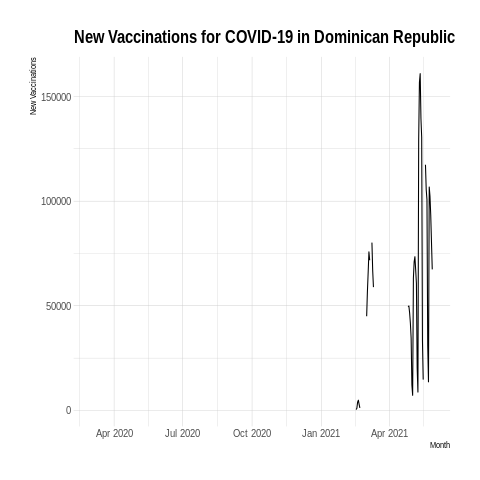 New Vaccinations for COVID-19 in Dominican Republic
New Vaccinations
150000
100000
50000
0
Apr 2020
Jul 2020
Oct 2020
Jan 2021
Apr 2021
Month